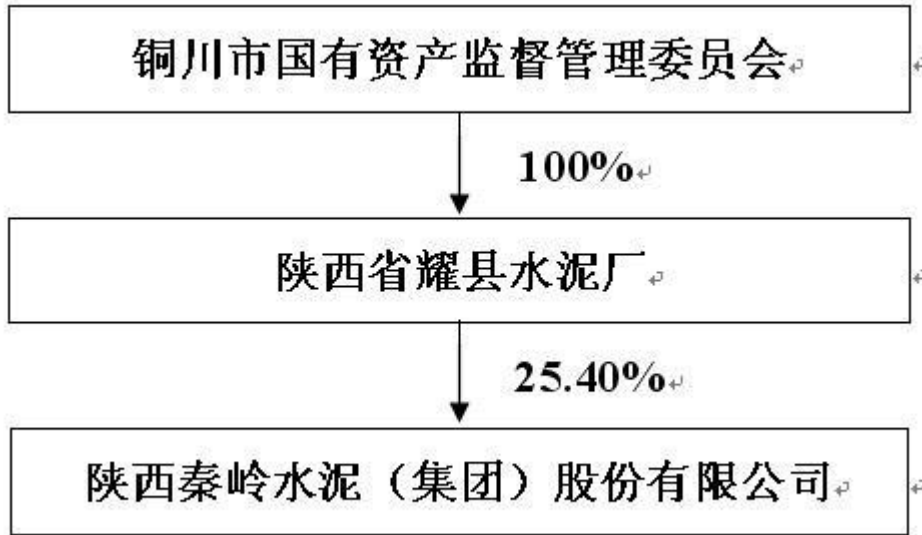 铜川市国有资产监督管理委员会
100%
陕西省耀县水泥厂
25.40%
陕西秦岭水泥（集团）股份有限公司